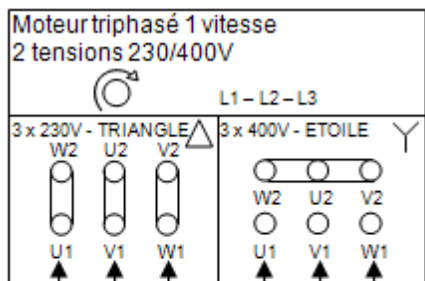 Moteur triphasé 1 vitesse
2 tensions 230/400V
L1 – L2 – L3
3 x 230V - TRIANGLE
W2 U2 V2
U1 V1 W1
3 x 400V - ETOILE
W2 U2 V2
U1 V1 W1